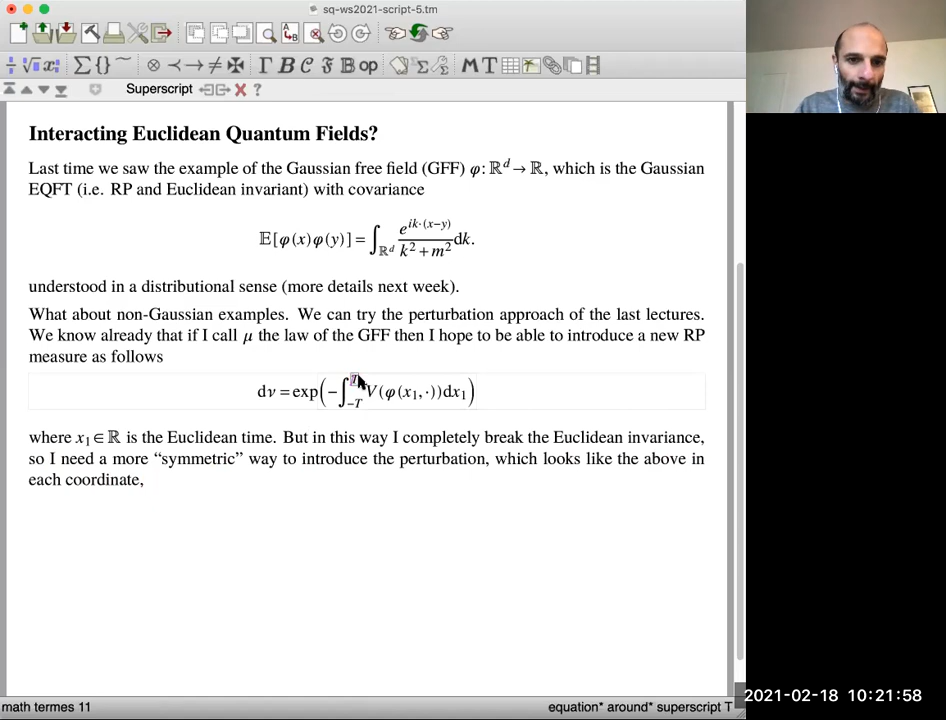 sq-ws2021-script-5.tm
Superscript
Interacting Euclidean Quantum Fields?
Last time we saw the example of the Gaussian free field (GFF) φ: ℝ^d → ℝ, which is the Gaussian
EQFT (i.e. RP and Euclidean invariant) with covariance
𝔼[φ(x)φ(y)] = ∫_{ℝ^d} e^{ik·(x−y)} / (k² + m²) dk.
understood in a distributional sense (more details next week).
What about non-Gaussian examples. We can try the perturbation approach of the last lectures.
We know already that if I call μ the law of the GFF then I hope to be able to introduce a new RP
measure as follows
dν = exp(−∫_{−T}^{T} V(φ(x₁,·))dx₁)
where x₁ ∈ ℝ is the Euclidean time. But in this way I completely break the Euclidean invariance,
so I need a more “symmetric” way to introduce the perturbation, which looks like the above in
each coordinate,
math termes 11
equation* around* superscript T
2021-02-18 10:21:58